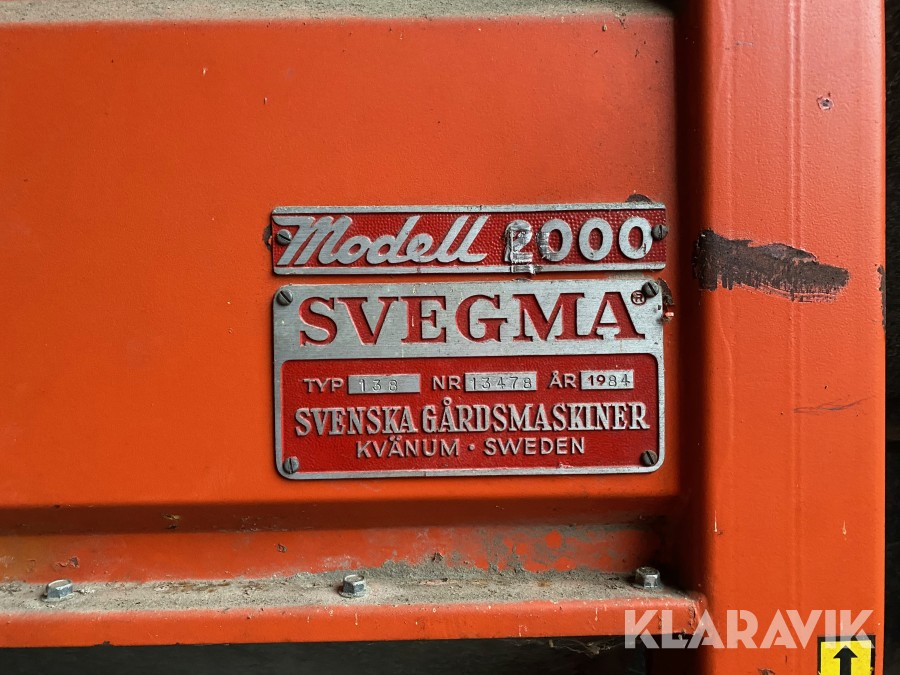 Modell 2000
SVEGMA®
TYP 138 NR 13478 ÅR 1984
SVENSKA GÅRDSMASKINER
KVÄNUM · SWEDEN
KLARAVIK